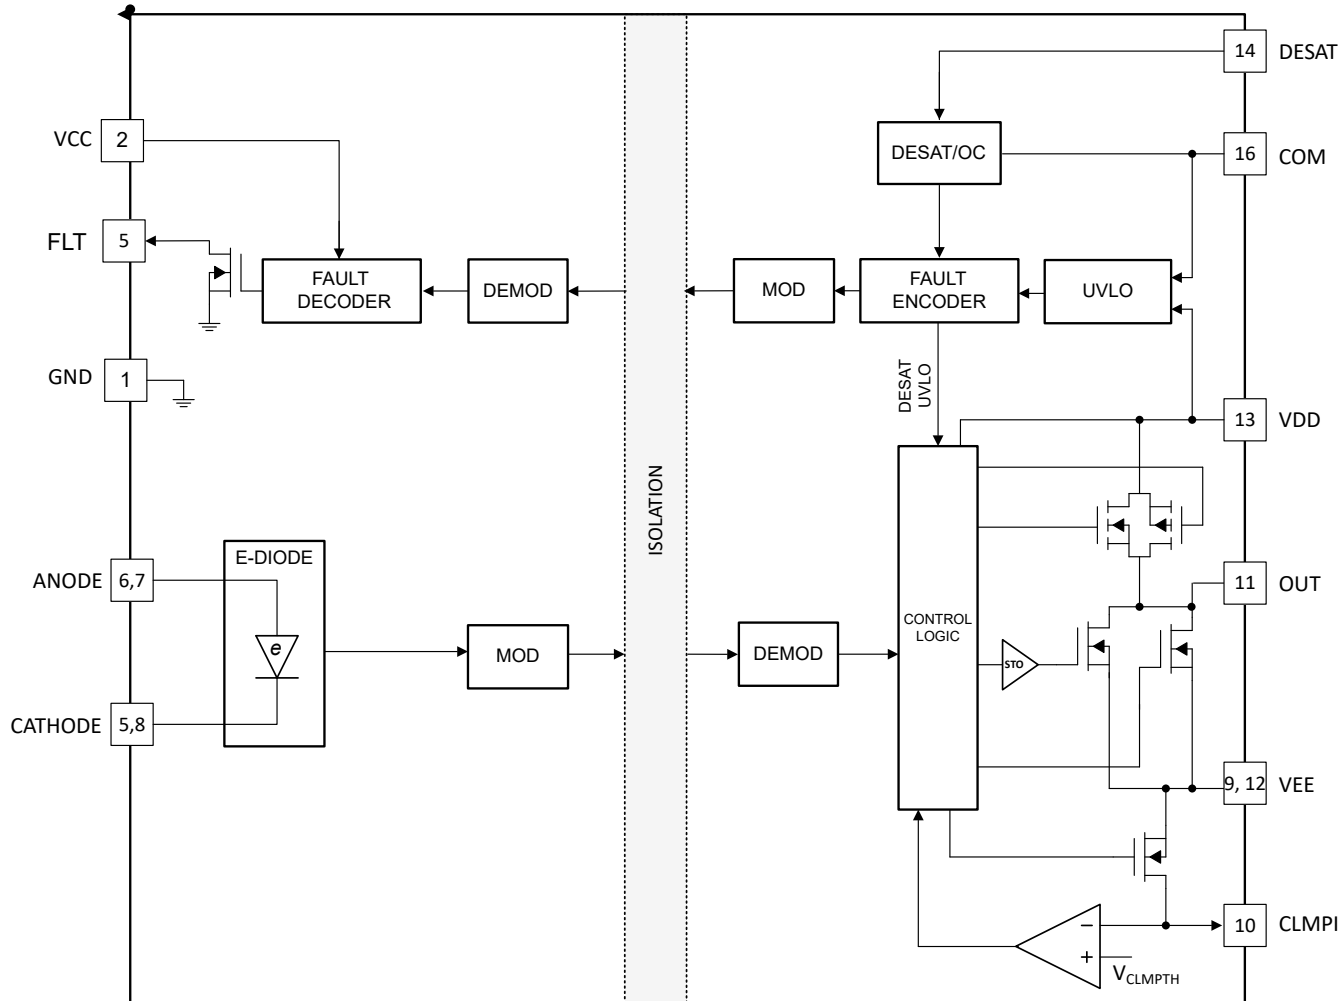 14
DESAT
VCC
2
DESAT/OC
16
COM
FLT
5
FAULT
DECODER
DEMOD
MOD
FAULT
ENCODER
UVLO
GND
1
DESAT
UVLO
13
VDD
ISOLATION
E-DIODE
ANODE
6,7
e
CATHODE
5,8
MOD
DEMOD
CONTROL
LOGIC
STO
11
OUT
9, 12
VEE
10
CLMPI
−
+
VCLMPTH